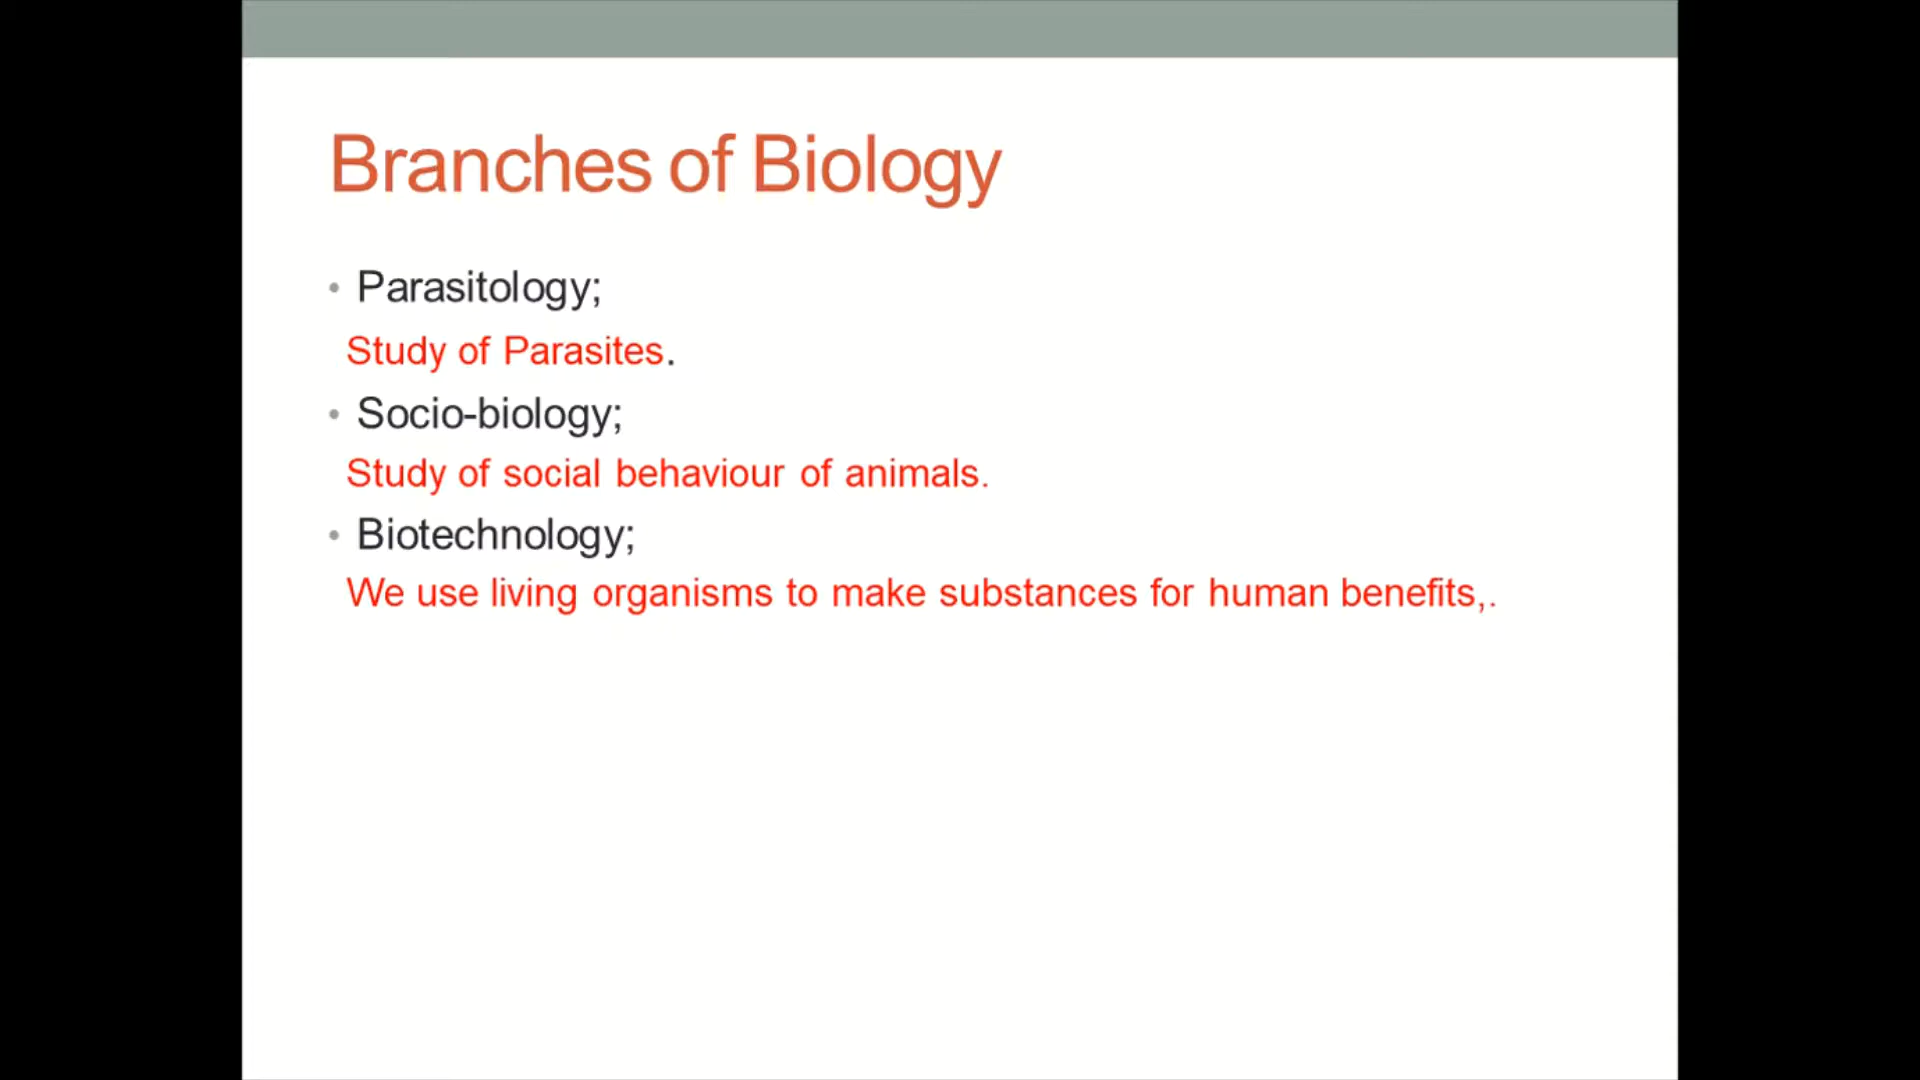 Branches of Biology
• Parasitology;
Study of Parasites.
• Socio-biology;
Study of social behaviour of animals.
• Biotechnology;
We use living organisms to make substances for human benefits,.